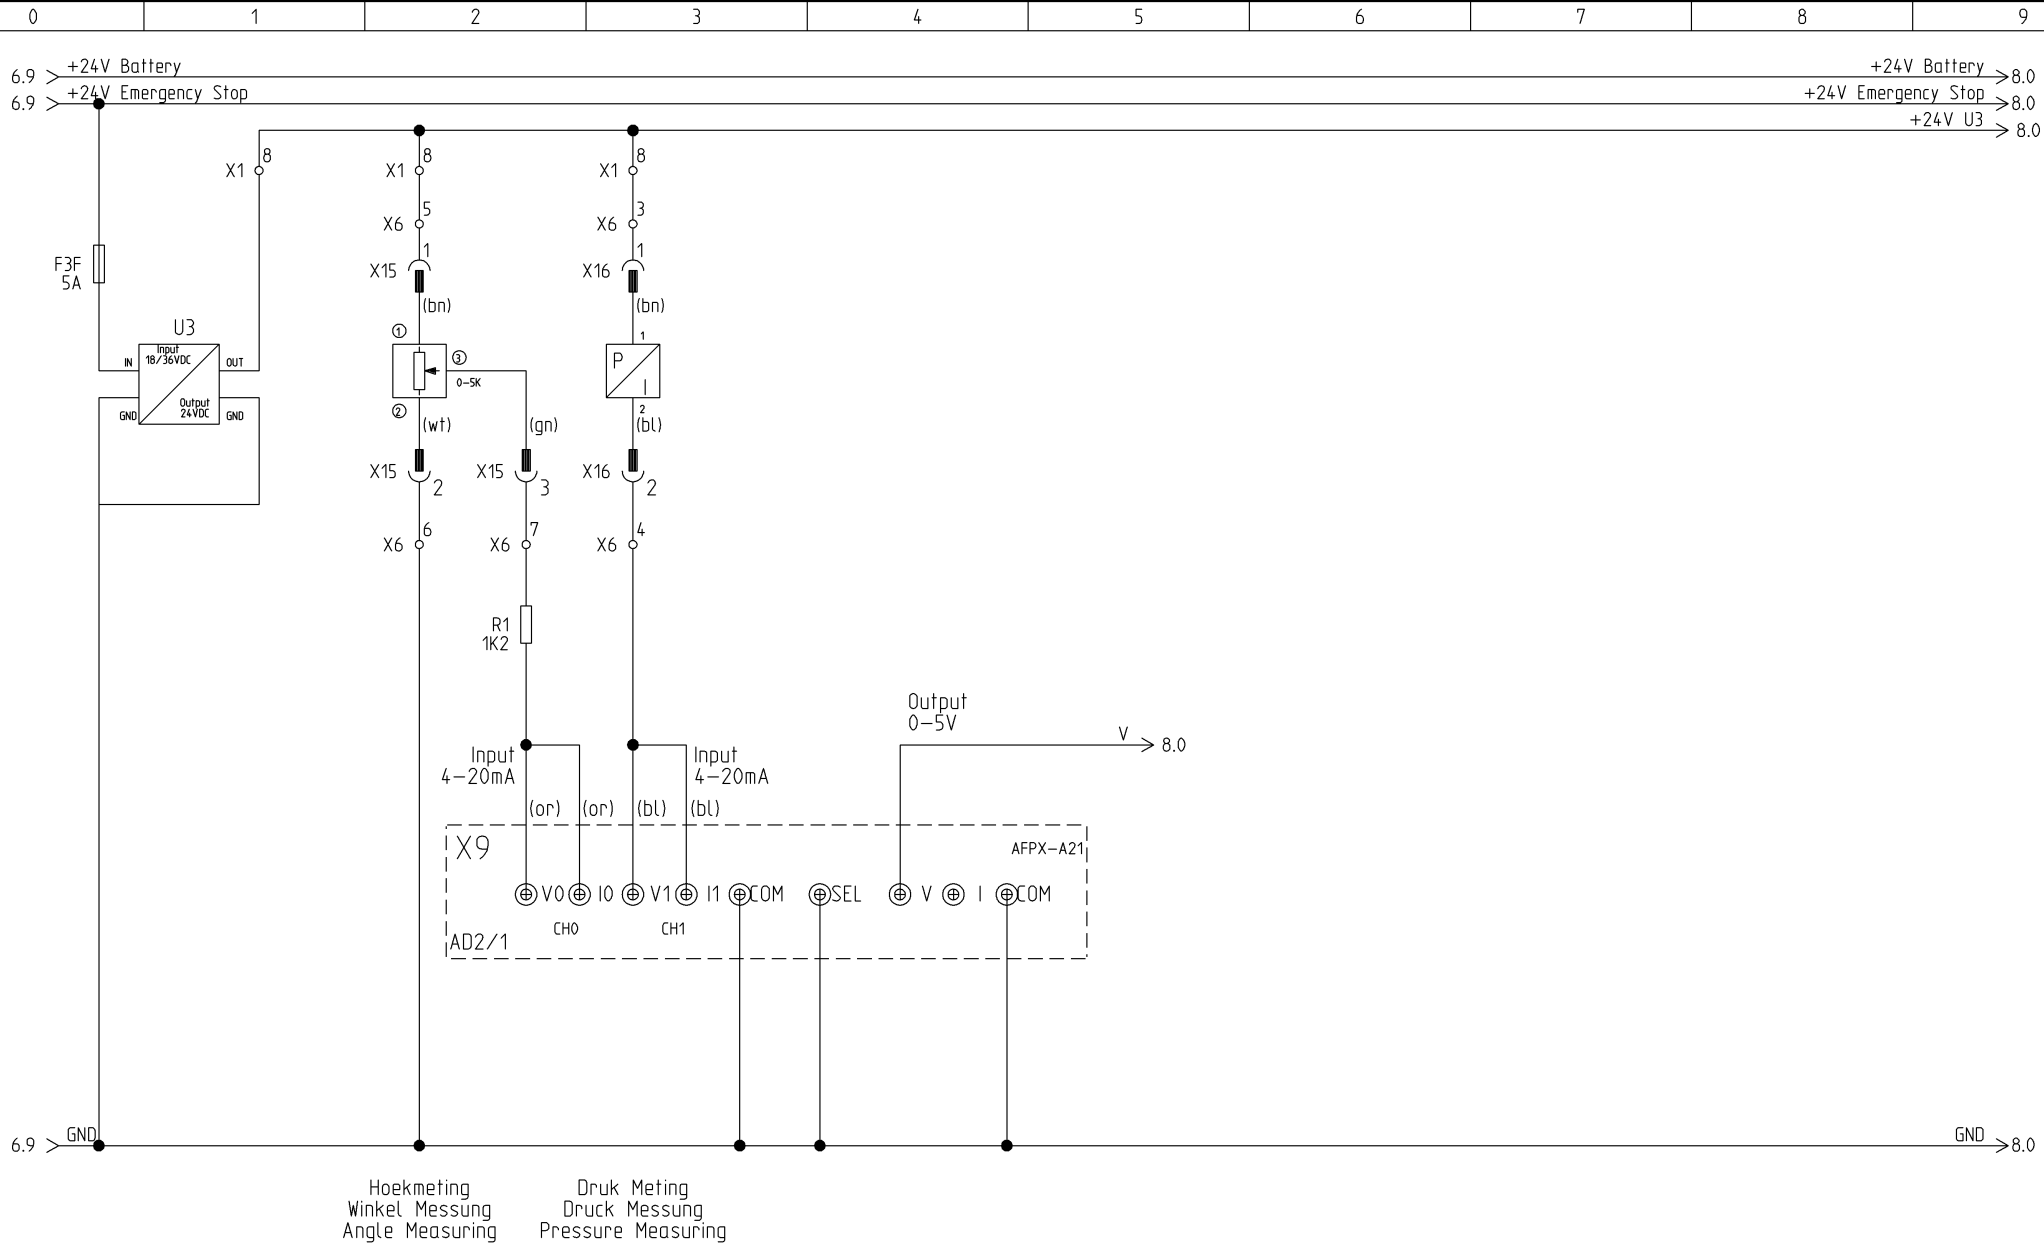 0 1 2 3 4 5 6 7 8 9
6.9 +24V Battery +24V Battery 8.0
6.9 +24V Emergency Stop +24V Emergency Stop 8.0
+24V U3 8.0
8 8 8
X1 X1 X1
5 3
X6 X6
1 1
F3F X15 X16
5A
(bn) (bn)
U3
1 1
Input
18/36VDC
IN OUT 3 P
0-5K I
Output
24VDC
GND GND 2 2
(wt) (gn) (bl)
X15 X15 X16
2 3 2
6 7 4
X6 X6 X6
R1
1K2
Output
0-5V
V 8.0
Input Input
4-20mA 4-20mA
(or) (or) (bl) (bl)
X9 AFPX-A21
V0 I0 V1 I1 COM SEL V I COM
CH0 CH1
AD2/1
6.9 GND GND 8.0
Hoekmeting Druk Meting
Winkel Messung Druck Messung
Angle Measuring Pressure Measuring